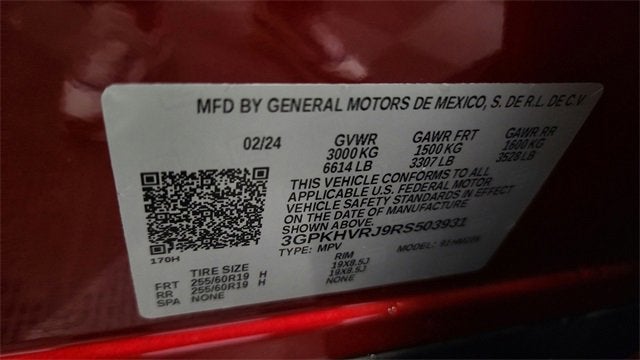 MFD BY GENERAL MOTORS DE MEXICO, S. DE R.L. DE C.V
02/24 GVWR GAWR FRT GAWR RR
3000 KG 1500 KG 1600 KG
6614 LB 3307 LB 3528 LB
THIS VEHICLE CONFORMS TO ALL
APPLICABLE U.S. FEDERAL MOTOR
VEHICLE SAFETY STANDARDS IN EFFECT
ON THE DATE OF MANUFACTURE
SHOWN ABOVE.
3GPKHVRJ9RS503931
TYPE: MPV MODEL:
170H
TIRE SIZE RIM
FRT 255/60R19 H 19X8.5J
RR 255/60R19 H 19X8.5J
SPA NONE NONE